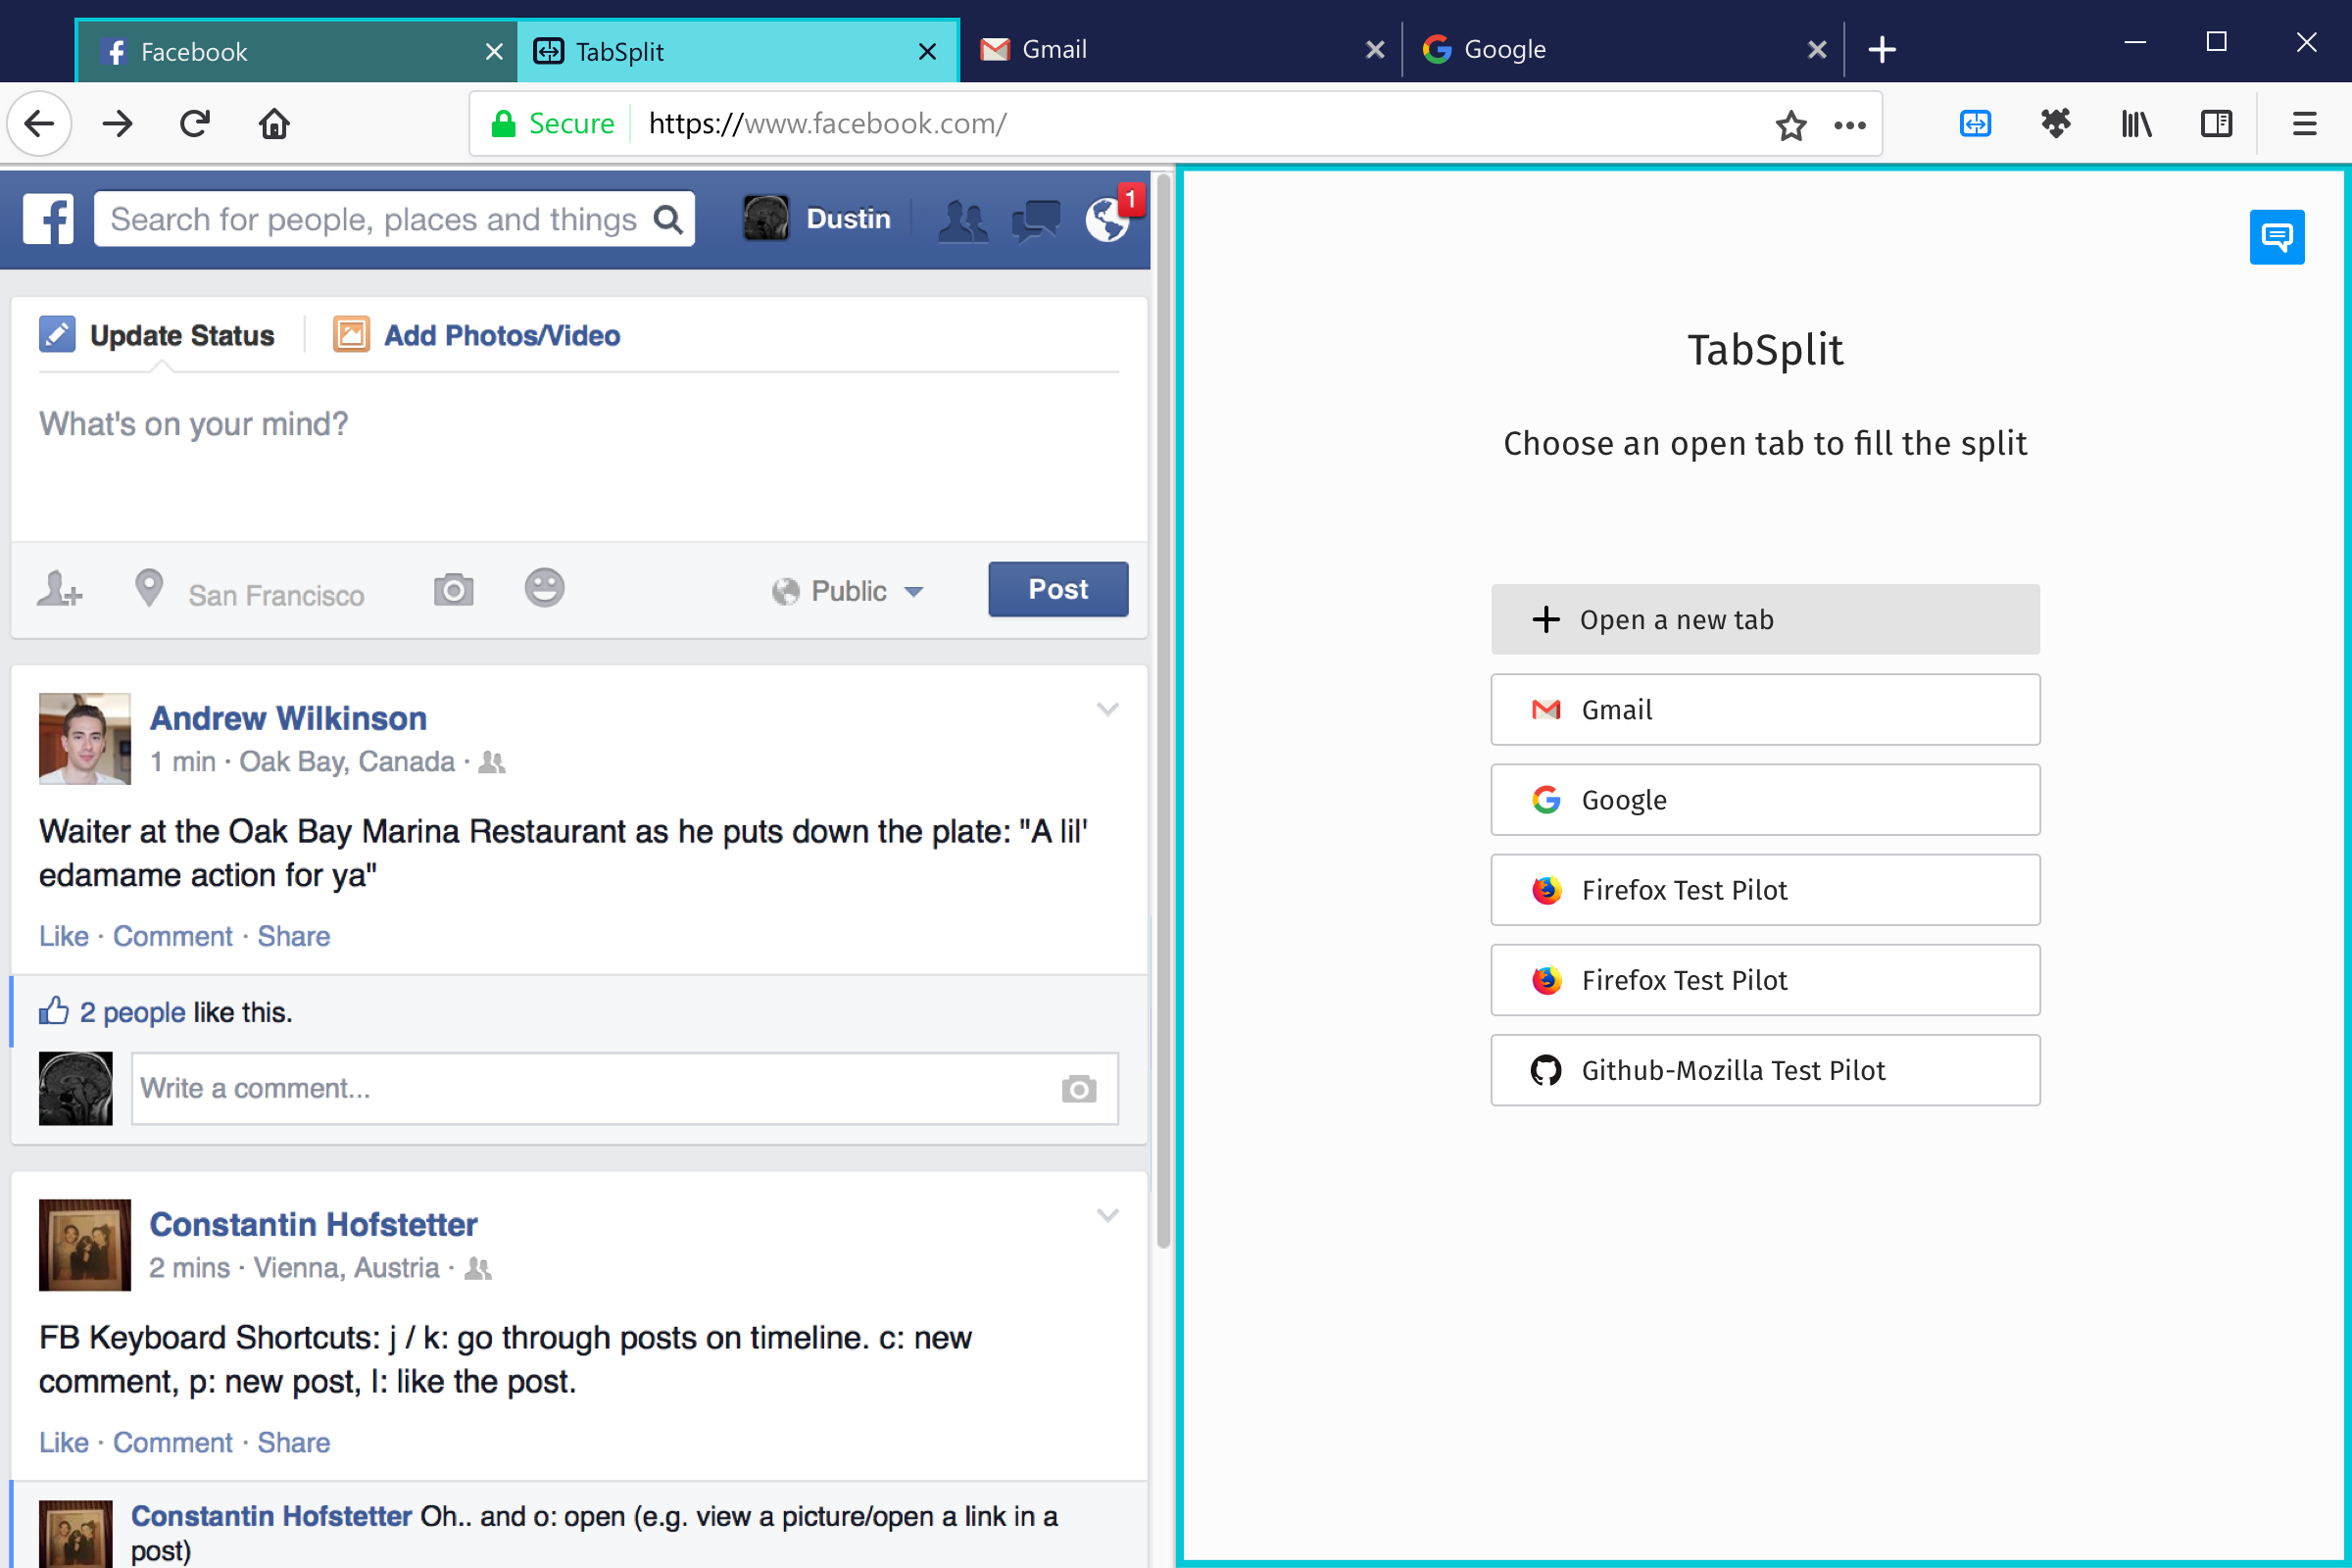 Facebook
TabSplit
Gmail
Google
Secure
https://www.facebook.com/
Search for people, places and things
Dustin
1
Update Status
Add Photos/Video
What's on your mind?
San Francisco
Public
Post
Andrew Wilkinson
1 min · Oak Bay, Canada ·
Waiter at the Oak Bay Marina Restaurant as he puts down the plate: "A lil'
edamame action for ya"
Like · Comment · Share
2 people like this.
Write a comment...
Constantin Hofstetter
2 mins · Vienna, Austria ·
FB Keyboard Shortcuts: j / k: go through posts on timeline. c: new
comment, p: new post, l: like the post.
Like · Comment · Share
Constantin Hofstetter Oh.. and o: open (e.g. view a picture/open a link in a
post)
TabSplit
Choose an open tab to fill the split
Open a new tab
Gmail
Google
Firefox Test Pilot
Firefox Test Pilot
Github-Mozilla Test Pilot